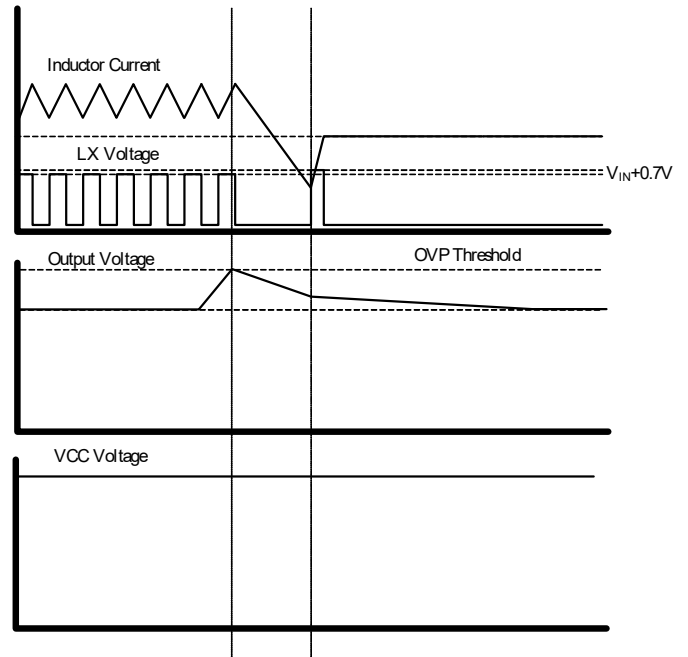 Inductor Current
LX Voltage
VIN+0.7V
Output Voltage
OVP Threshold
VCC Voltage